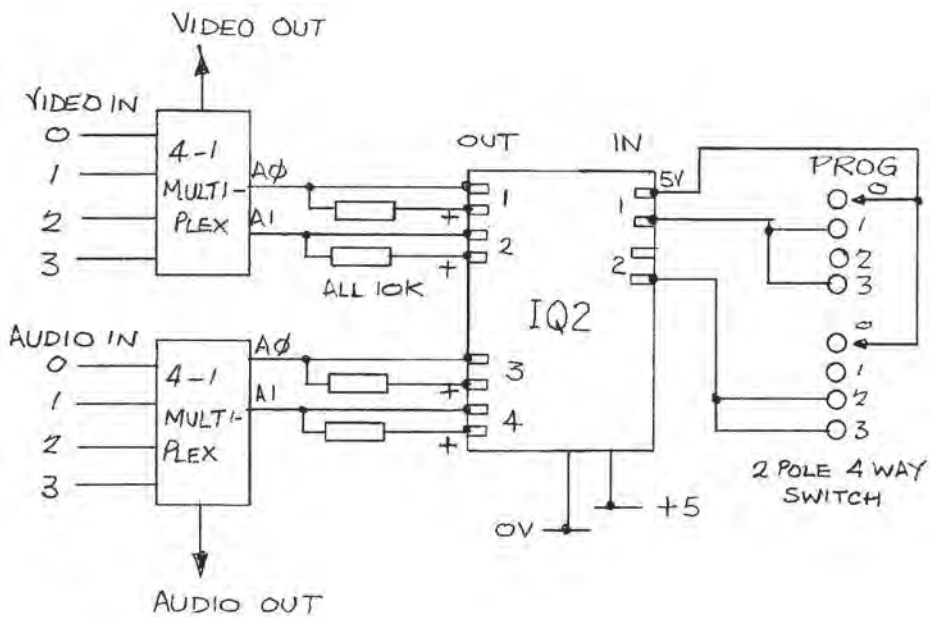 VIDEO OUT
VIDEO IN
0
1
2
3
4-1
MULTI-
PLEX
AØ
A1
ALL 10K
AUDIO IN
0
1
2
3
4-1
MULTI-
PLEX
AØ
A1
AUDIO OUT
OUT
IN
1
+
2
+
3
+
4
+
IQ2
5V
1
2
0V
+5
PROG
0
1
2
3
0
1
2
3
2 POLE 4 WAY
SWITCH